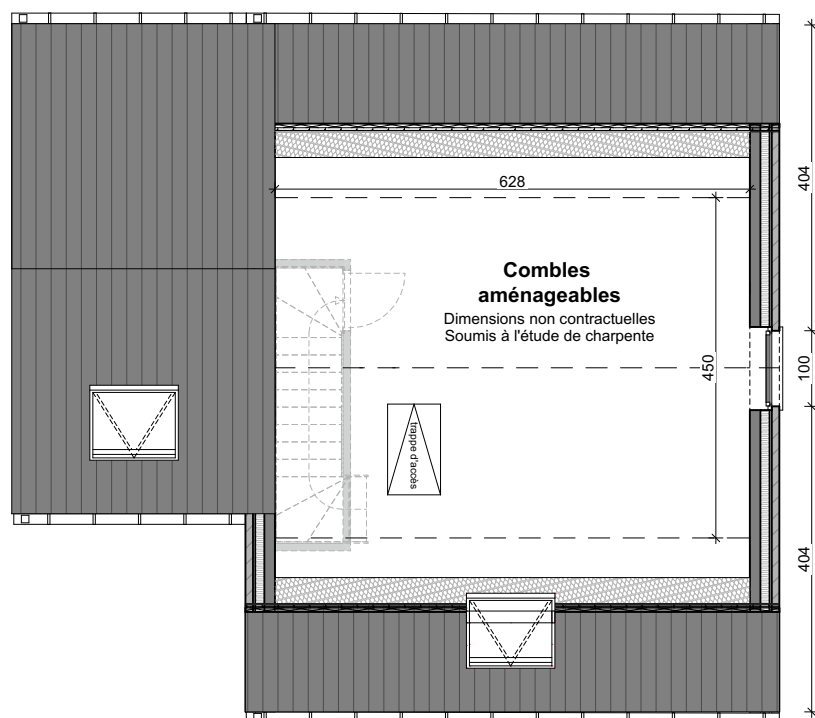 628
404
Combles
aménageables
Dimensions non contractuelles
Soumis à l'étude de charpente
450
100
trappe d'accès
404